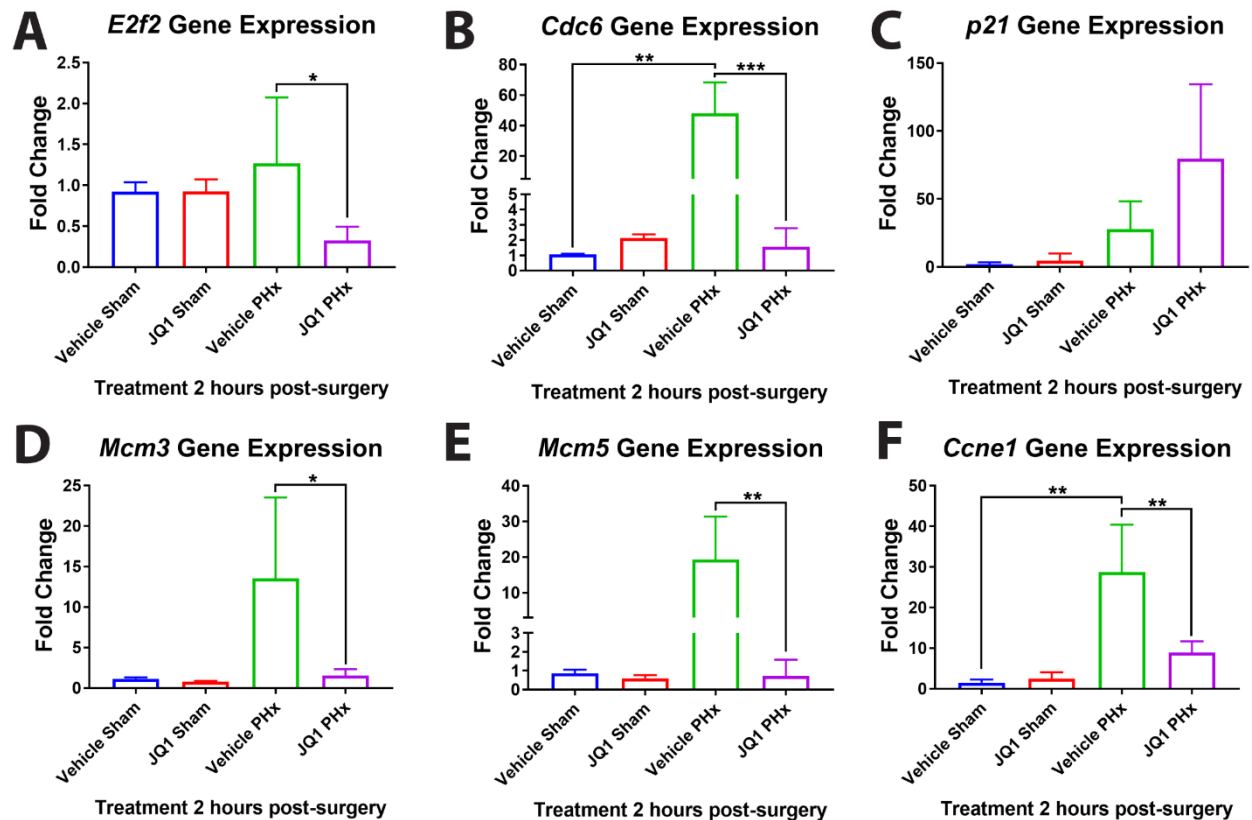 A
E2f2 Gene Expression
Fold Change
2.5
2.0
1.5
1.0
0.5
0.0
*
Vehicle Sham
JQ1 Sham
Vehicle PHx
JQ1 PHx
Treatment 2 hours post-surgery
B
Cdc6 Gene Expression
Fold Change
80
60
40
20
5
4
3
2
1
0
**
***
Vehicle Sham
JQ1 Sham
Vehicle PHx
JQ1 PHx
Treatment 2 hours post-surgery
C
p21 Gene Expression
Fold Change
150
100
50
0
Vehicle Sham
JQ1 Sham
Vehicle PHx
JQ1 PHx
Treatment 2 hours post-surgery
D
Mcm3 Gene Expression
Fold Change
25
20
15
10
5
0
*
Vehicle Sham
JQ1 Sham
Vehicle PHx
JQ1 PHx
Treatment 2 hours post-surgery
E
Mcm5 Gene Expression
Fold Change
40
30
20
10
3
2
1
0
**
Vehicle Sham
JQ1 Sham
Vehicle PHx
JQ1 PHx
Treatment 2 hours post-surgery
F
Ccne1 Gene Expression
Fold Change
50
40
30
20
10
0
**
**
Vehicle Sham
JQ1 Sham
Vehicle PHx
JQ1 PHx
Treatment 2 hours post-surgery